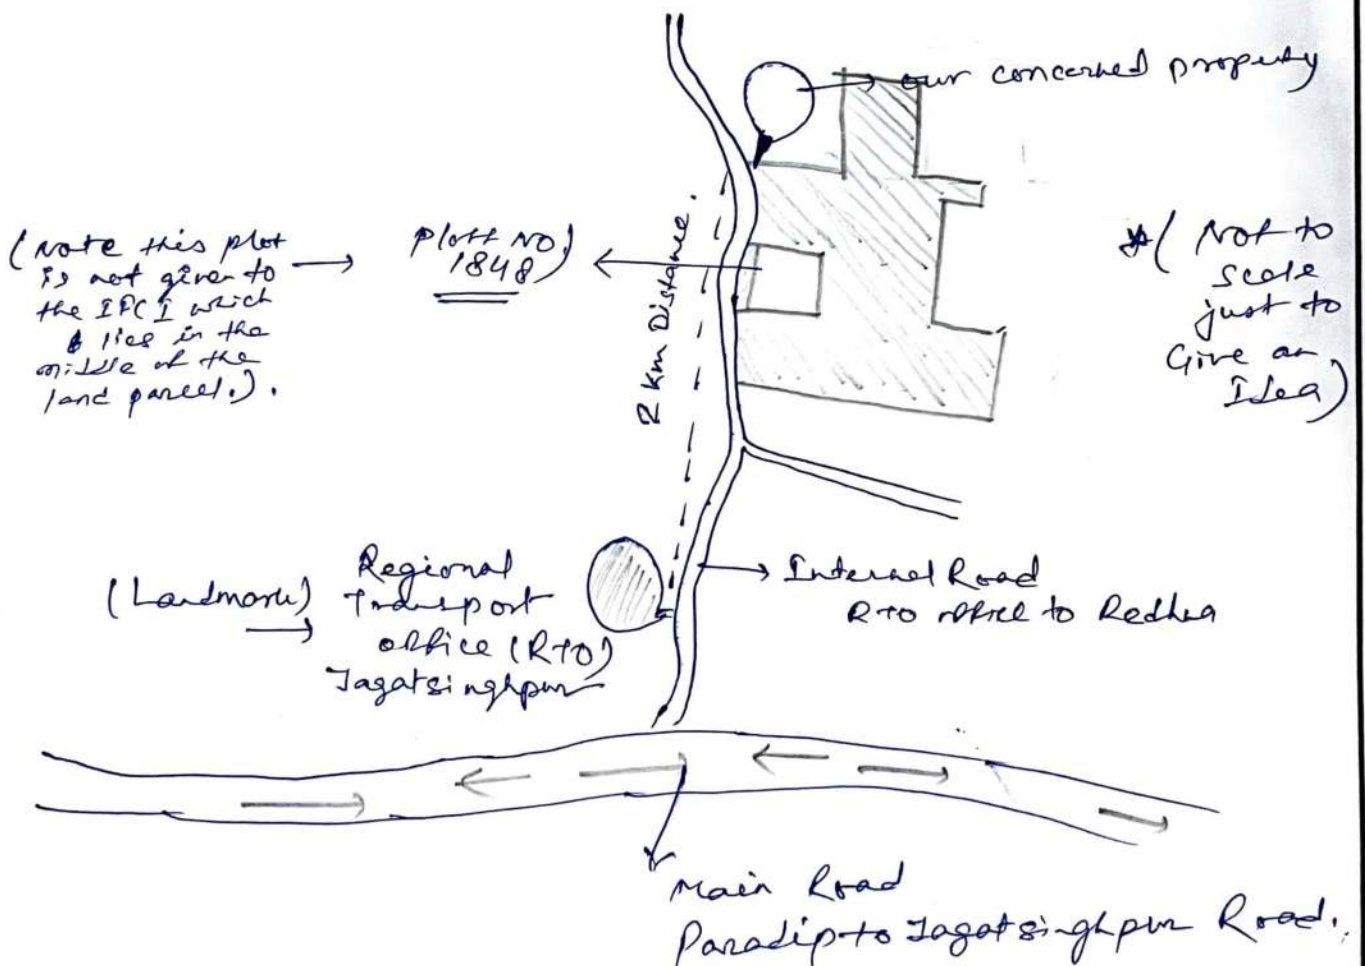 our concerned property
(Note this plot
is not given to
the IFCI which
lies in the
middle of the
land parcel.).
Plott No)
1848
2 Km Distance.
*( Not to
scale
just to
Give an
Idea)
(Landmark)
Regional
Transport
office (RTO)
Jagatsinghpur
Internal Road
RTO office to Redhua
Main Road
Paradip to Jagatsinghpur Road.